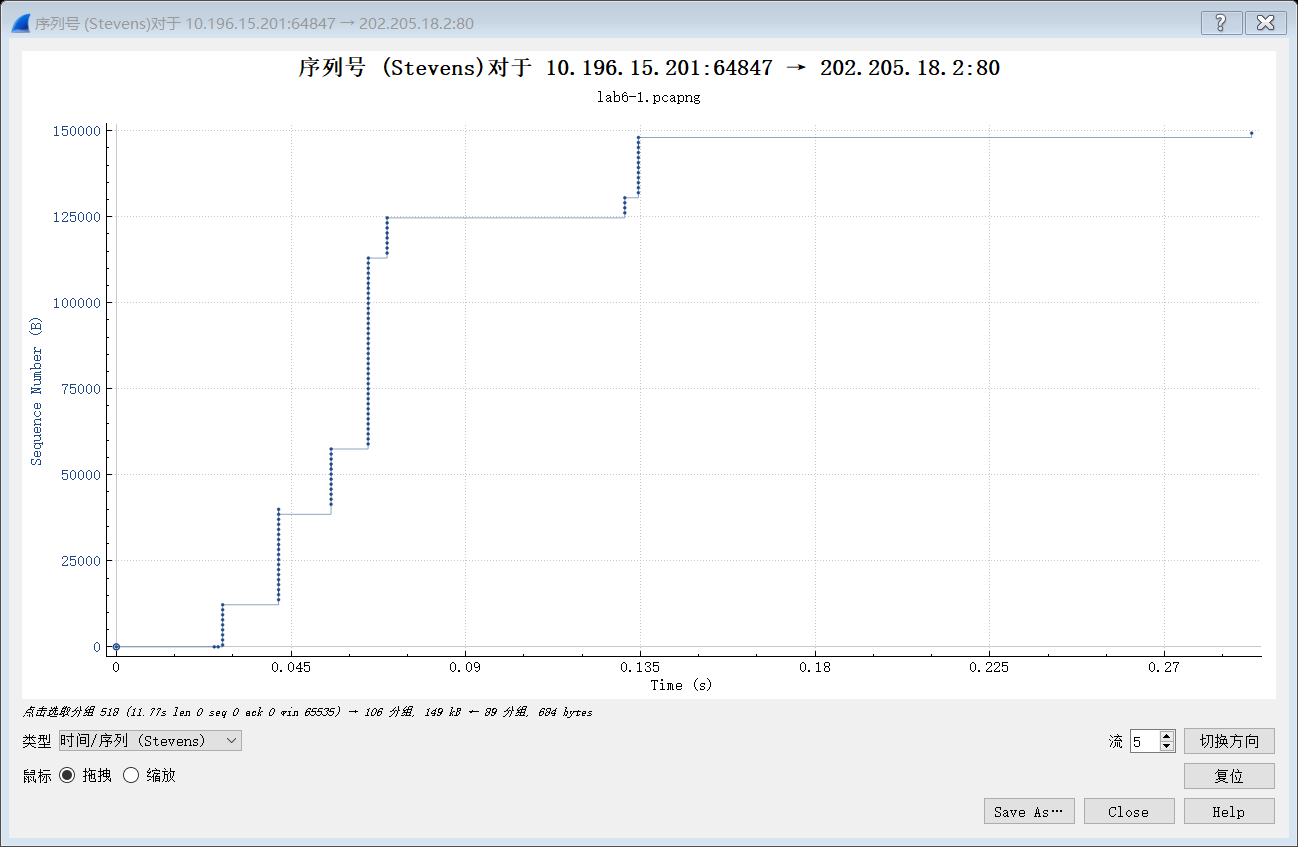 序列号 (Stevens)对于 10.196.15.201:64847 → 202.205.18.2:80
序列号 (Stevens)对于 10.196.15.201:64847 → 202.205.18.2:80
lab6-1.pcapng
150000
125000
100000
75000
50000
25000
0
Sequence Number (B)
0 0.045 0.09 0.135 0.18 0.225 0.27
Time (s)
点击选取分组 518 (11.77s len 0 seq 0 ack 0 win 65535) → 106 分组, 149 kB ← 89 分组, 694 bytes
类型 时间/序列 (Stevens) 流 5 切换方向
鼠标 拖拽 缩放 复位
Save As… Close Help